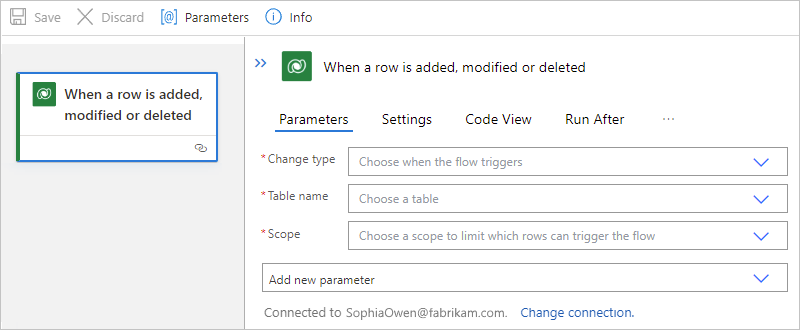 Save Discard [@] Parameters Info
When a row is added,
modified or deleted
When a row is added, modified or deleted
Parameters Settings Code View Run After ...
*Change type Choose when the flow triggers
*Table name Choose a table
*Scope Choose a scope to limit which rows can trigger the flow
Add new parameter
Connected to SophiaOwen@fabrikam.com. Change connection.